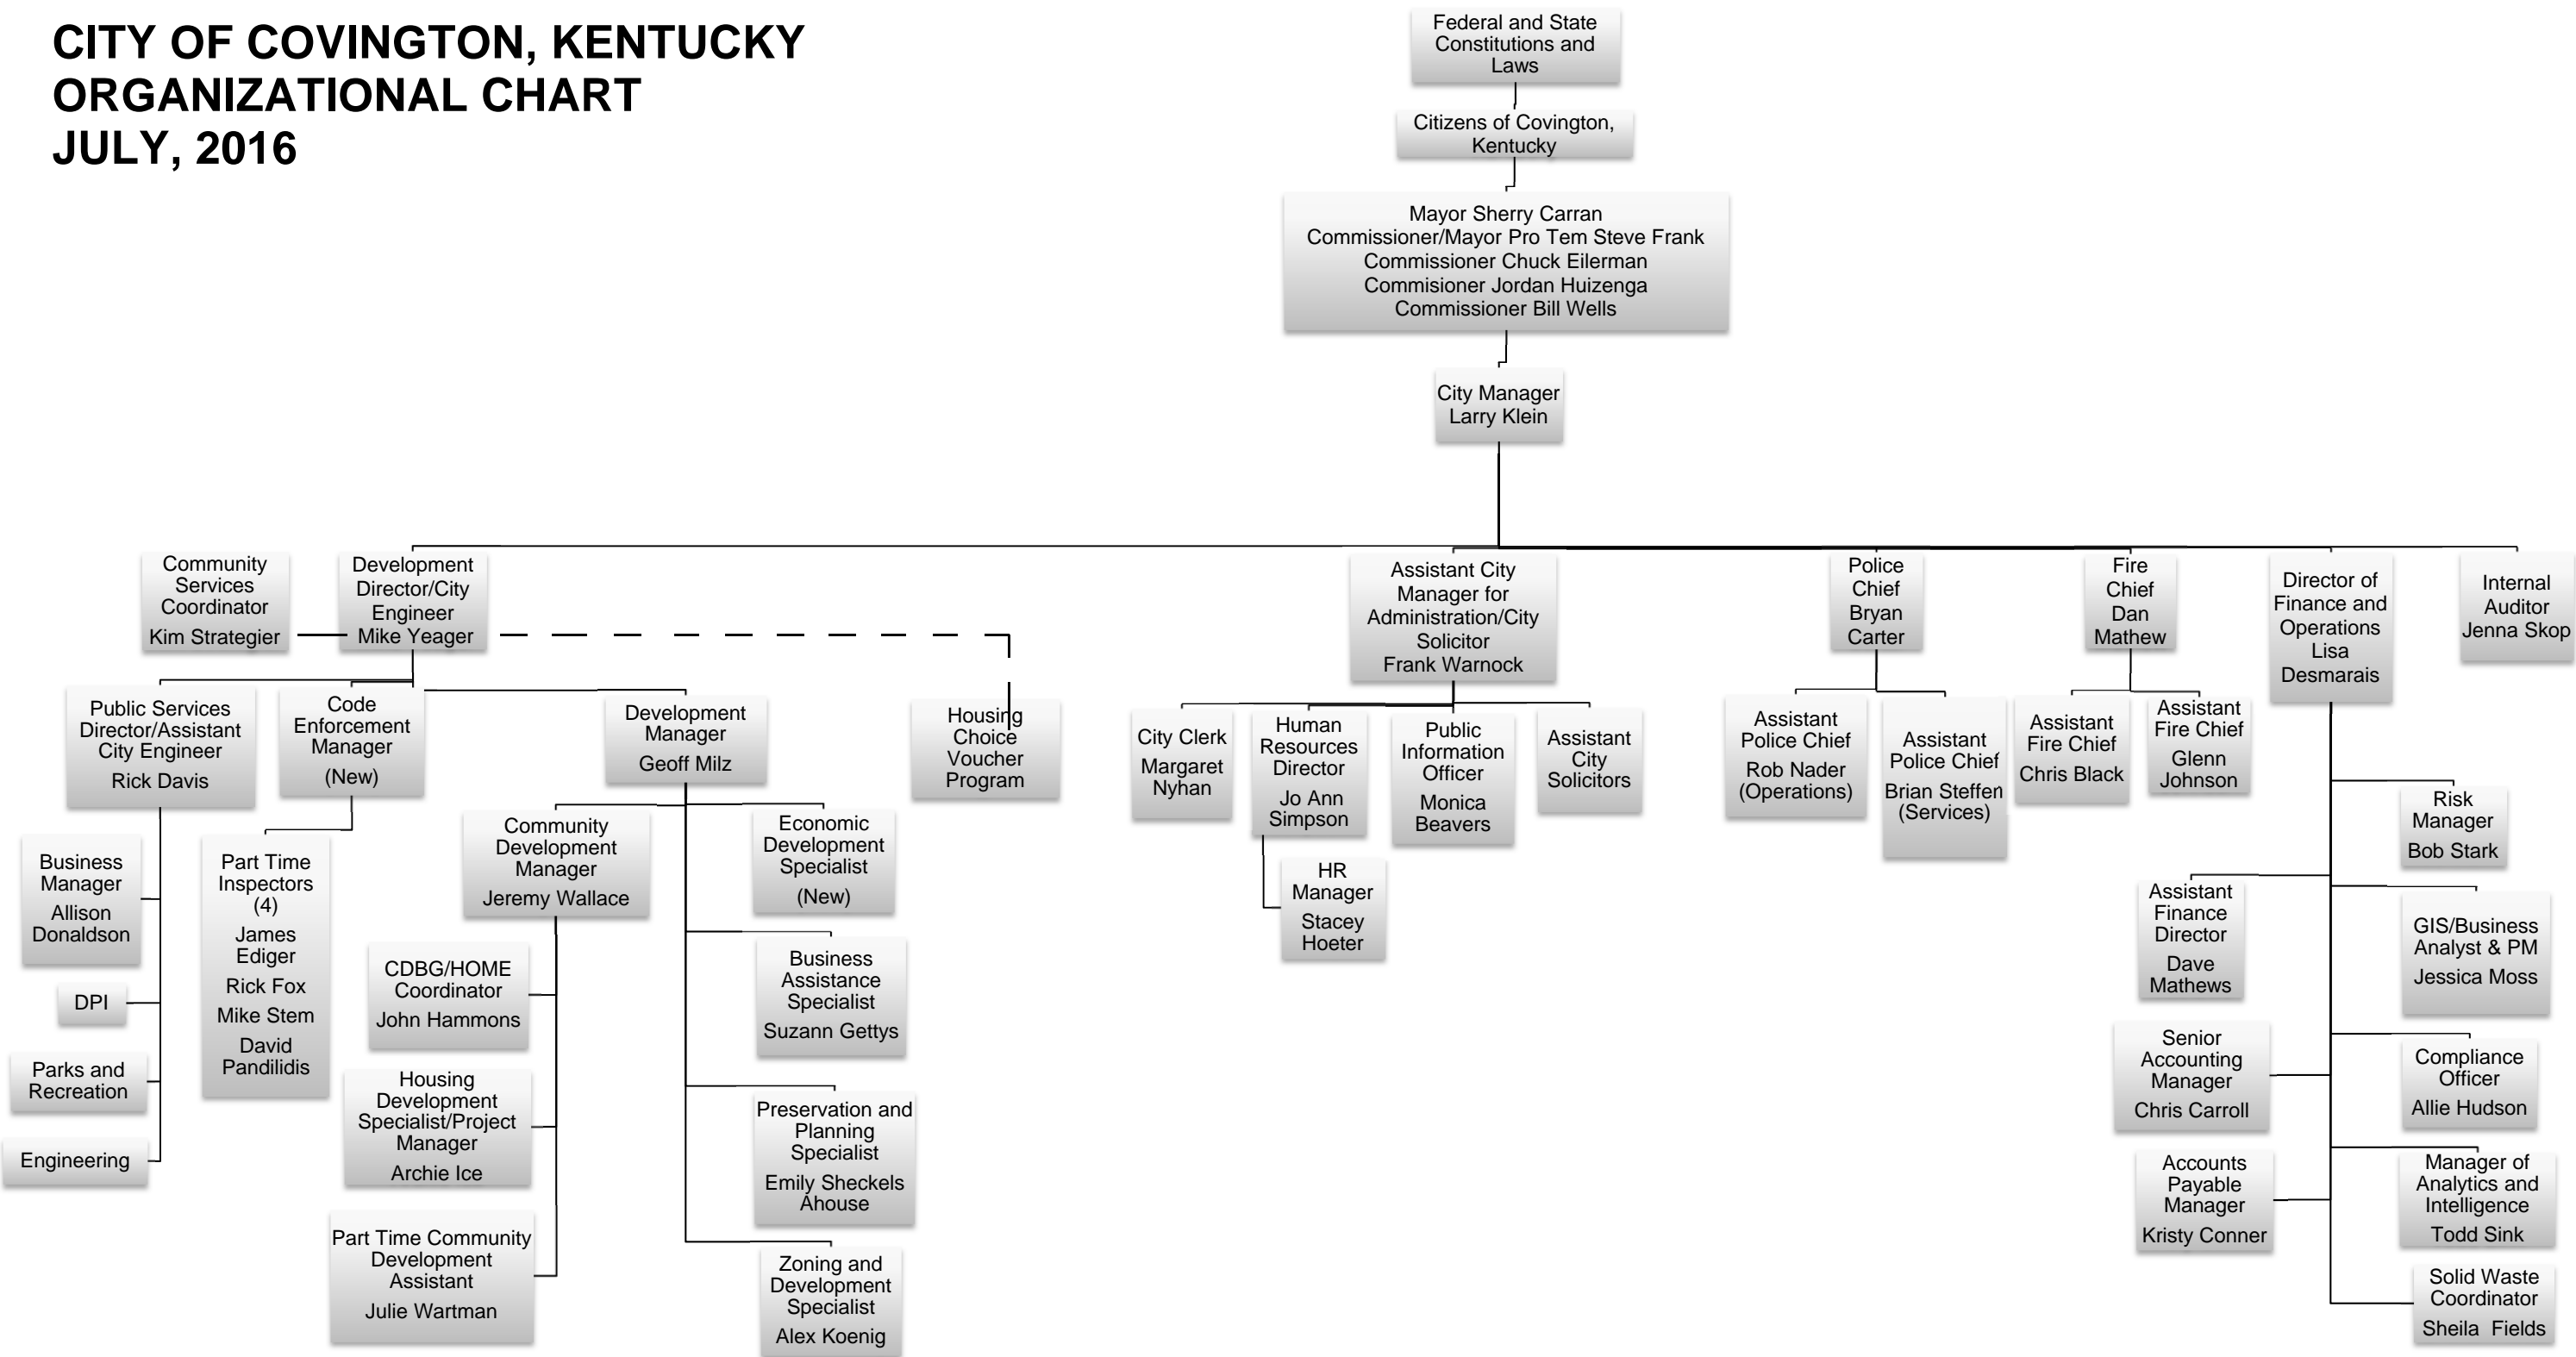 CITY OF COVINGTON, KENTUCKY
ORGANIZATIONAL CHART
JULY, 2016
Federal and State
Constitutions and
Laws
Citizens of Covington,
Kentucky
Mayor Sherry Carran
Commissioner/Mayor Pro Tem Steve Frank
Commissioner Chuck Eilerman
Commisioner Jordan Huizenga
Commissioner Bill Wells
City Manager
Larry Klein
Community
Services
Coordinator
Kim Strategier
Development
Director/City
Engineer
Mike Yeager
Assistant City
Manager for
Administration/City
Solicitor
Frank Warnock
Police
Chief
Bryan
Carter
Fire
Chief
Dan
Mathew
Director of
Finance and
Operations
Lisa
Desmarais
Internal
Auditor
Jenna Skop
Public Services
Director/Assistant
City Engineer
Rick Davis
Code
Enforcement
Manager
(New)
Development
Manager
Geoff Milz
Housing
Choice
Voucher
Program
City Clerk
Margaret
Nyhan
Human
Resources
Director
Jo Ann
Simpson
Public
Information
Officer
Monica
Beavers
Assistant
City
Solicitors
Assistant
Police Chief
Rob Nader
(Operations)
Assistant
Police Chief
Brian Steffen
(Services)
Assistant
Fire Chief
Chris Black
Assistant
Fire Chief
Glenn
Johnson
Business
Manager
Allison
Donaldson
DPI
Parks and
Recreation
Engineering
Part Time
Inspectors
(4)
James
Ediger
Rick Fox
Mike Stem
David
Pandilidis
Community
Development
Manager
Jeremy Wallace
CDBG/HOME
Coordinator
John Hammons
Housing
Development
Specialist/Project
Manager
Archie Ice
Part Time Community
Development
Assistant
Julie Wartman
Economic
Development
Specialist
(New)
Business
Assistance
Specialist
Suzann Gettys
Preservation and
Planning
Specialist
Emily Sheckels
Ahouse
Zoning and
Development
Specialist
Alex Koenig
HR
Manager
Stacey
Hoeter
Risk
Manager
Bob Stark
Assistant
Finance
Director
Dave
Mathews
GIS/Business
Analyst & PM
Jessica Moss
Senior
Accounting
Manager
Chris Carroll
Compliance
Officer
Allie Hudson
Accounts
Payable
Manager
Kristy Conner
Manager of
Analytics and
Intelligence
Todd Sink
Solid Waste
Coordinator
Sheila Fields